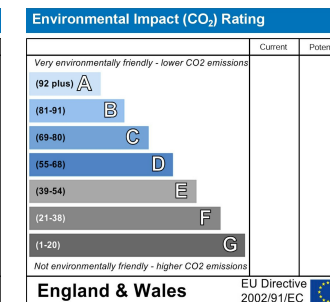 Environmental Impact (CO₂) Rating
Current Poten
Very environmentally friendly - lower CO2 emissions
(92 plus) A
(81-91) B
(69-80) C
(55-68) D
(39-54) E
(21-38) F
(1-20) G
Not environmentally friendly - higher CO2 emissions
England & Wales
EU Directive
2002/91/EC